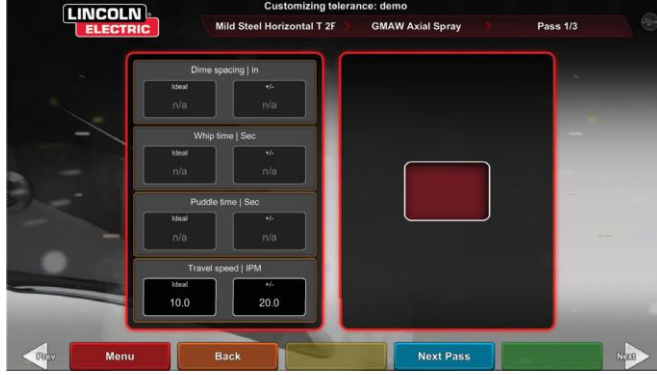 LINCOLN
ELECTRIC
Customizing tolerance: demo
Mild Steel Horizontal T 2F
GMAW Axial Spray
Pass 1/3
Dime spacing | in
Ideal
+/-
n/a
n/a
Whip time | Sec
Ideal
+/-
n/a
n/a
Puddle time | Sec
Ideal
+/-
n/a
n/a
Travel speed | IPM
Ideal
+/-
10.0
20.0
Prev
Menu
Back
Next Pass
Next